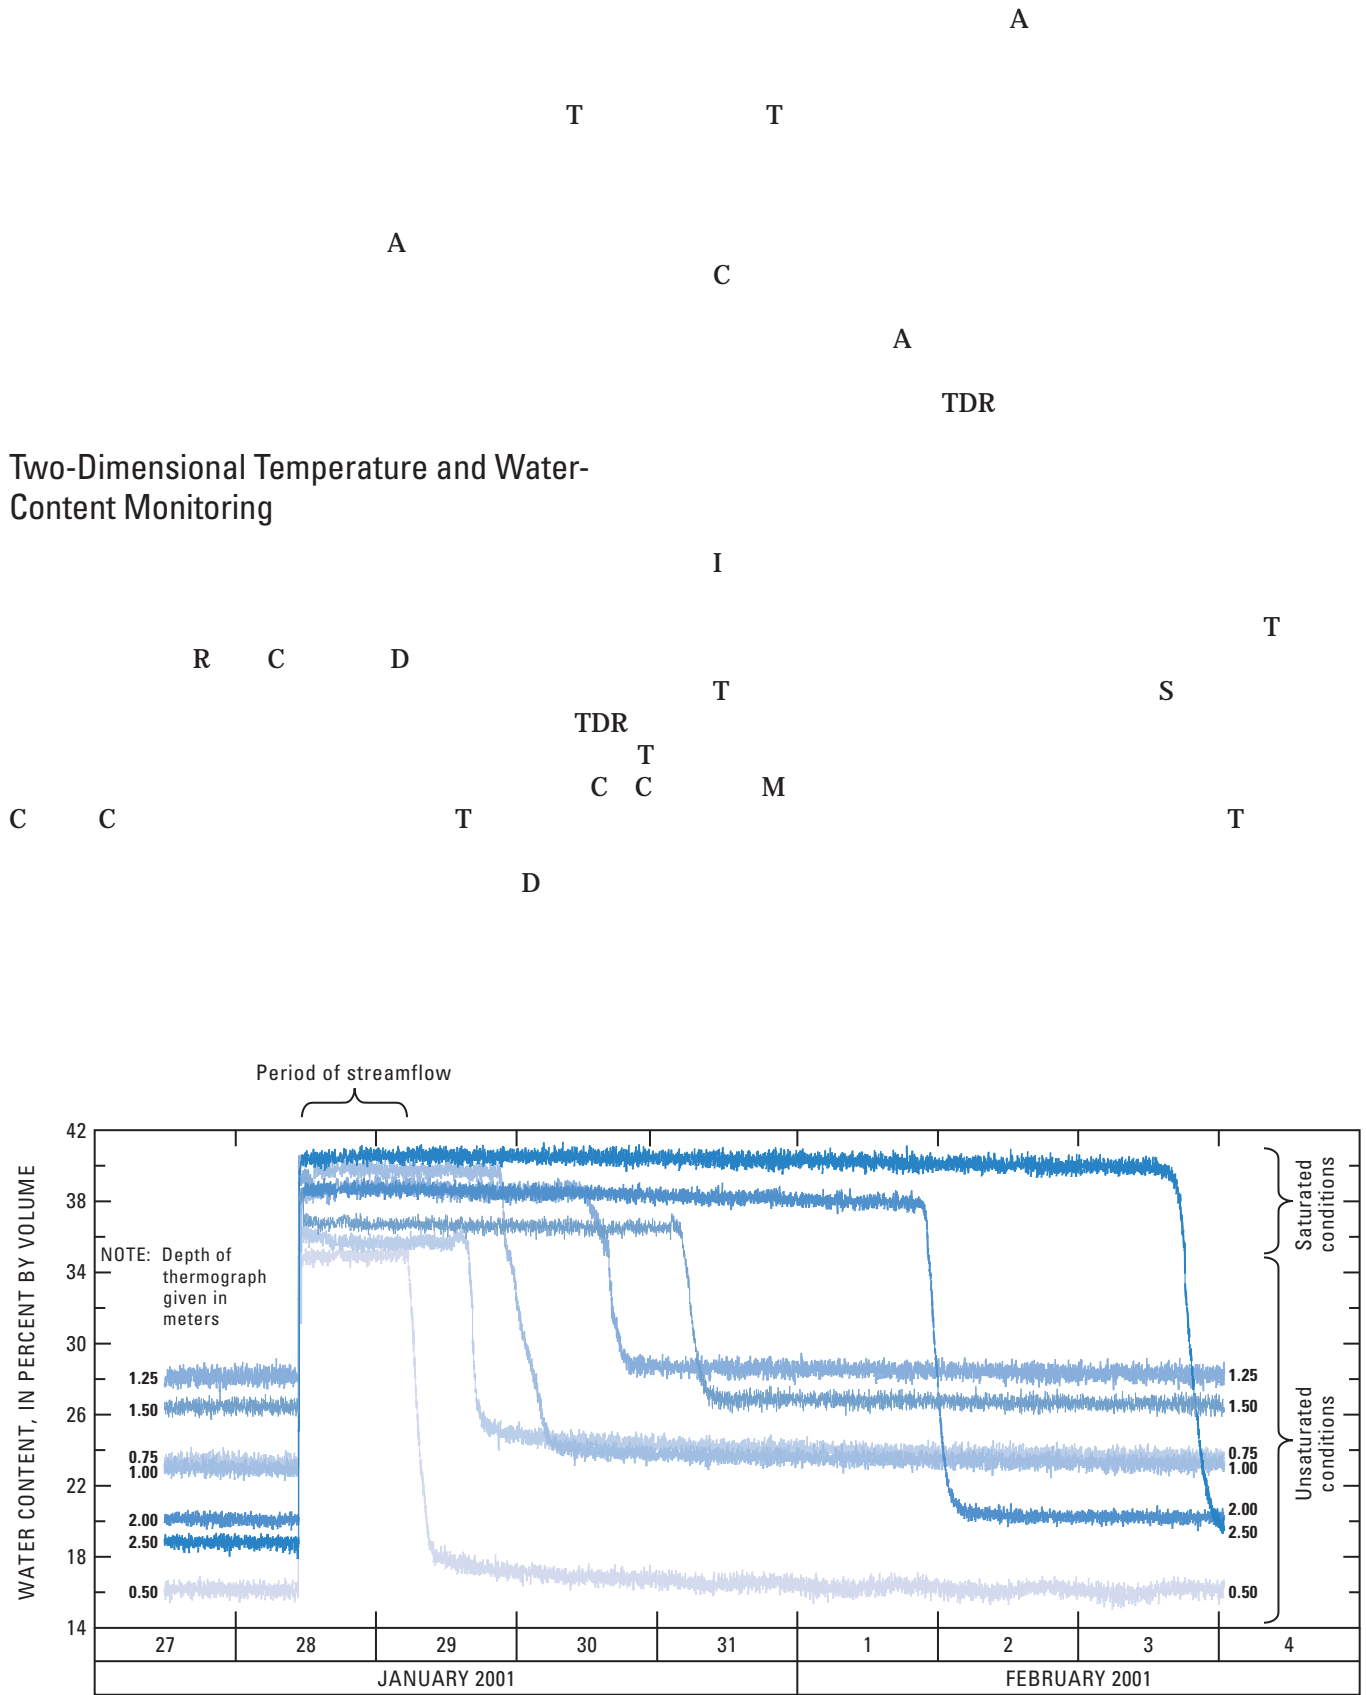 A
T T
A
C
A
TDR
Two-Dimensional Temperature and Water-
Content Monitoring
I
T
R C D
T S
TDR
T
C C M
C C T T
D
Period of streamflow
WATER CONTENT, IN PERCENT BY VOLUME
42
38
34
30
26
22
18
14
NOTE: Depth of
thermograph
given in
meters
1.25
1.50
0.75
1.00
2.00
2.50
0.50
1.25
1.50
0.75
1.00
2.00
2.50
0.50
Saturated
conditions
Unsaturated
conditions
27 28 29 30 31 1 2 3 4
JANUARY 2001 FEBRUARY 2001